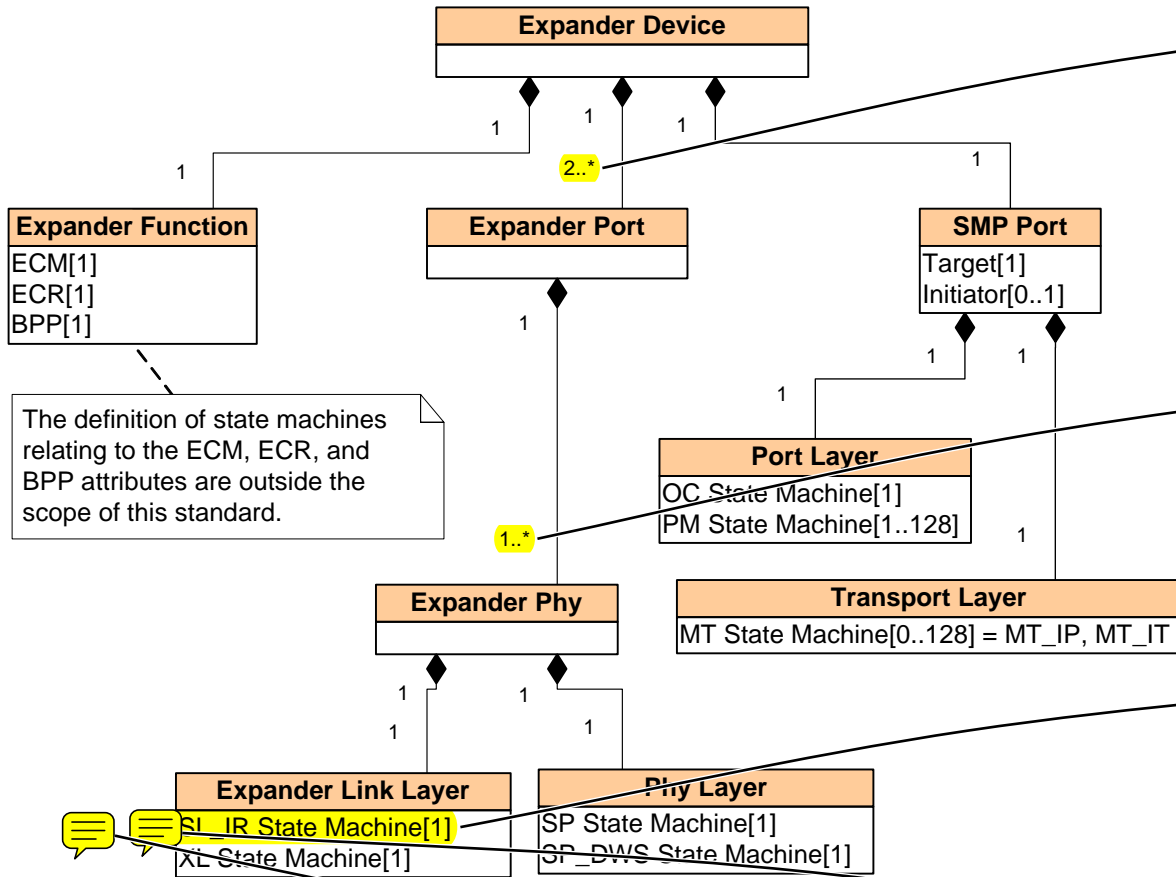 Expander Device
1
1
1
1
2..*
1
1
Expander Function
ECM[1]
ECR[1]
BPP[1]
Expander Port
1
SMP Port
Target[1]
Initiator[0..1]
1
1
1
1
The definition of state machines
relating to the ECM, ECR, and
BPP attributes are outside the
scope of this standard.
Port Layer
OC State Machine[1]
PM State Machine[1..128]
1..*
Expander Phy
Transport Layer
MT State Machine[0..128] = MT_IP, MT_IT
1
1
1
1
Expander Link Layer
SL_IR State Machine[1]
XL State Machine[1]
Phy Layer
SP State Machine[1]
SP_DWS State Machine[1]